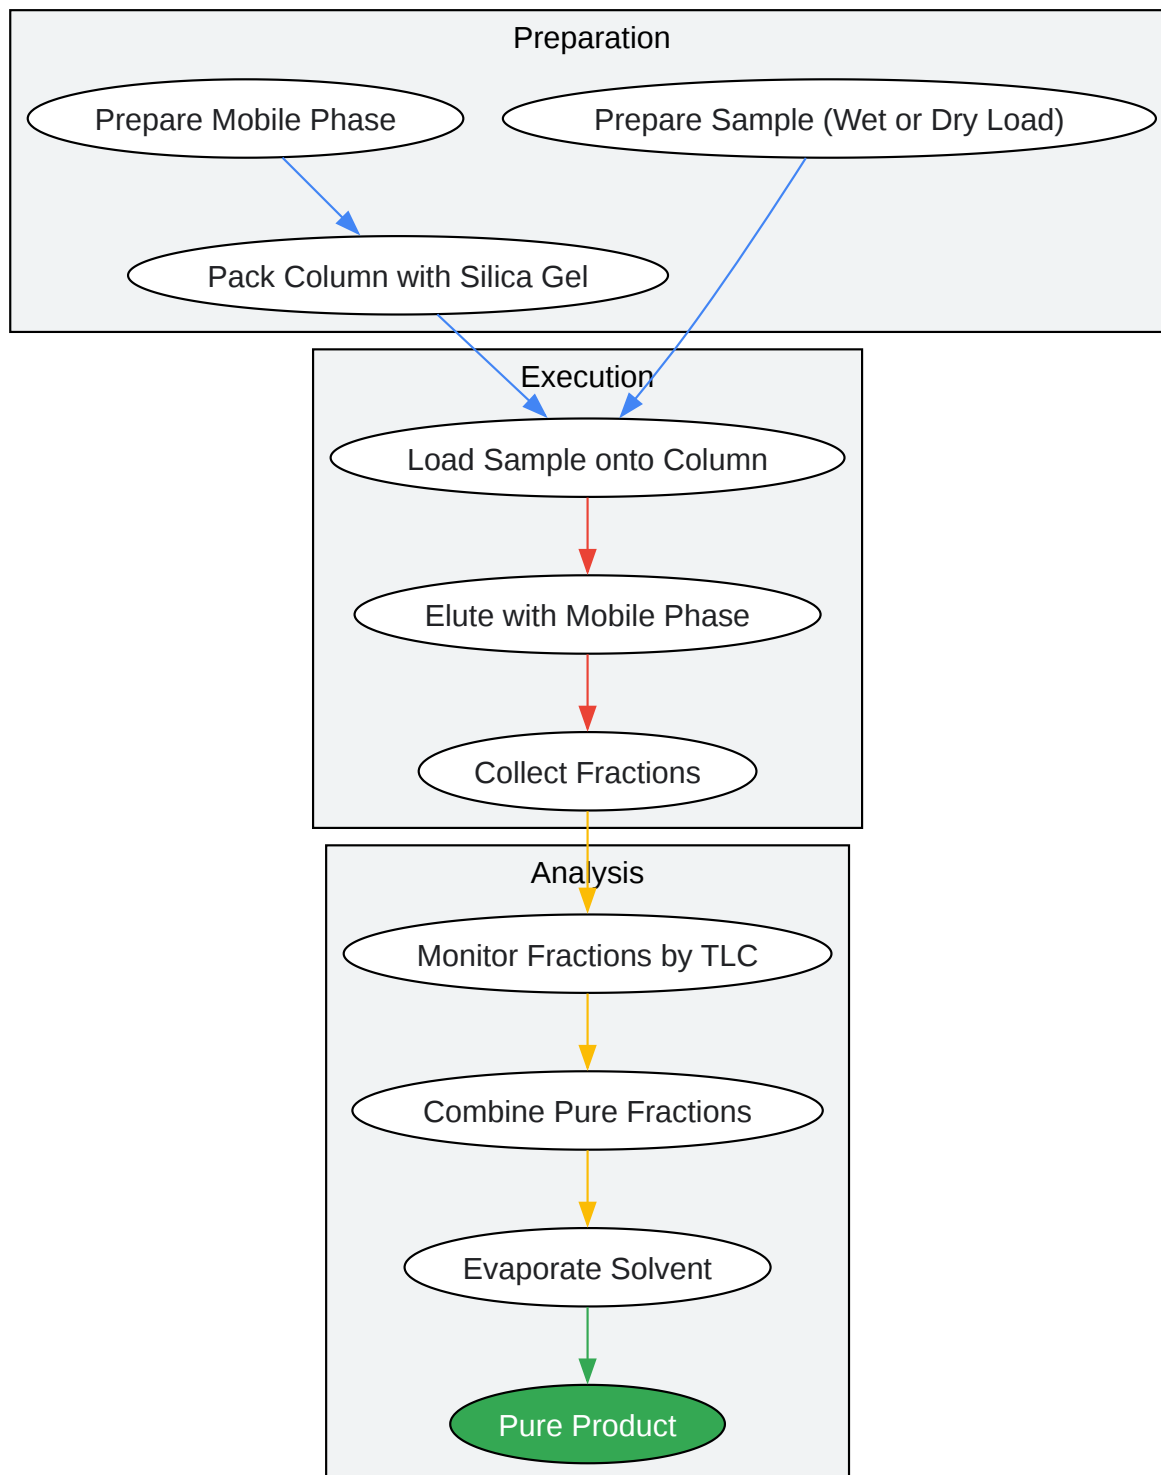 Preparation
Prepare Mobile Phase
Prepare Sample (Wet or Dry Load)
Pack Column with Silica Gel
Execution
Load Sample onto Column
Elute with Mobile Phase
Collect Fractions
Analysis
Monitor Fractions by TLC
Combine Pure Fractions
Evaporate Solvent
Pure Product